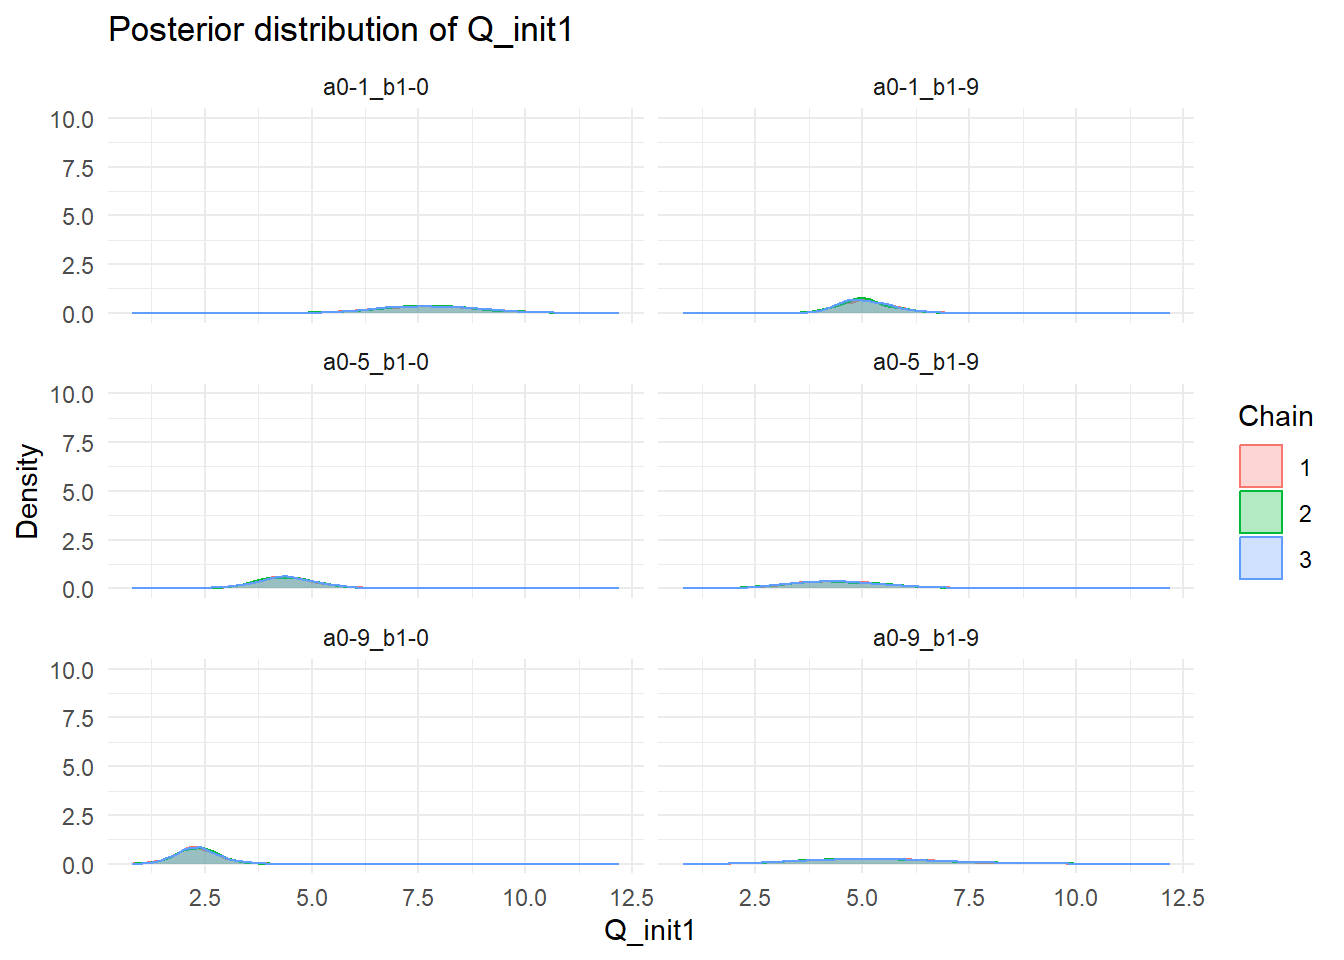 Posterior distribution of Q_init1
a0-1_b1-0
a0-1_b1-9
10.0
7.5
5.0
2.5
0.0
a0-5_b1-0
a0-5_b1-9
10.0
7.5
5.0
2.5
0.0
a0-9_b1-0
a0-9_b1-9
10.0
7.5
5.0
2.5
0.0
2.5 5.0 7.5 10.0 12.5
2.5 5.0 7.5 10.0 12.5
Q_init1
Density
Chain
1
2
3